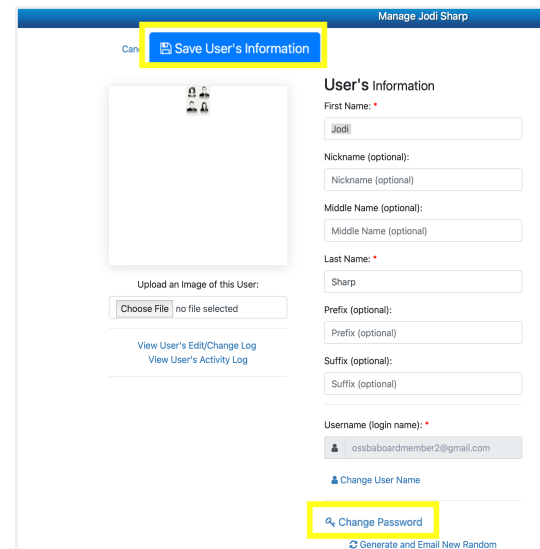 Manage Jodi Sharp
Save User's Information
User's Information
First Name: *
Jodi
Nickname (optional):
Nickname (optional)
Middle Name (optional):
Middle Name (optional)
Last Name: *
Sharp
Upload an Image of this User:
Choose File no file selected
Prefix (optional):
Prefix (optional)
View User's Edit/Change Log
View User's Activity Log
Suffix (optional):
Suffix (optional)
Username (login name): *
ossbaboardmember2@gmail.com
Change User Name
Change Password
Generate and Email New Random